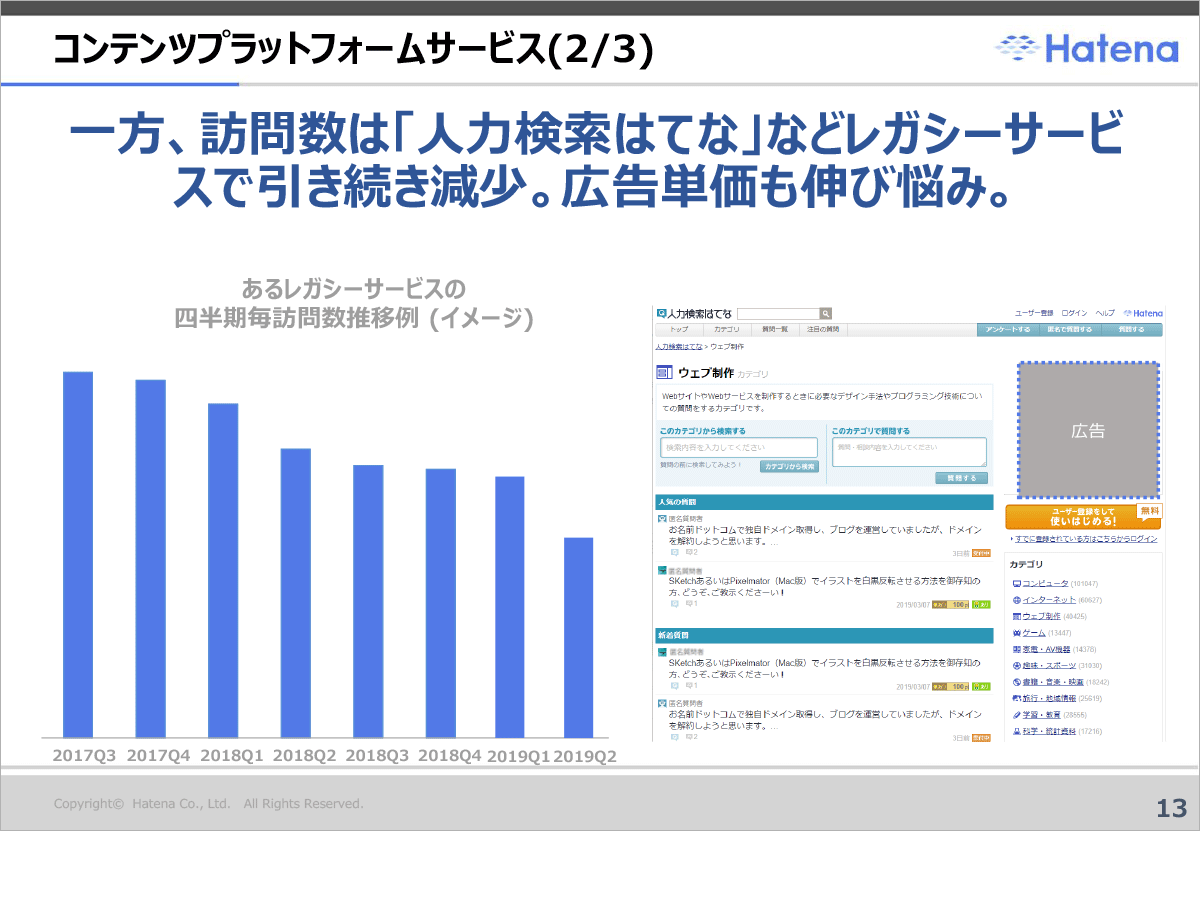 コンテンツプラットフォームサービス(2/3)
Hatena
一方、訪問数は「人力検索はてな」などレガシーサービ
スで引き続き減少。広告単価も伸び悩み。
あるレガシーサービスの
四半期毎訪問数推移例 (イメージ)
2017Q3 2017Q4 2018Q1 2018Q2 2018Q3 2018Q4 2019Q1 2019Q2
人力検索はてな
ユーザー登録 ログイン ヘルプ Hatena
トップ カテゴリ 質問一覧 注目の質問 アンケートする 匿名で質問する 質問する
人力検索はてな > ウェブ制作
ウェブ制作 カテゴリ
WebサイトやWebサービスを制作するときに必要なデザイン手法やプログラミング技術につい
ての質問をするカテゴリです。
このカテゴリから検索する
検索内容を入力してください
質問の前に検索してみよう！ カテゴリから検索
このカテゴリで質問する
質問・相談内容を入力してください
質問する
人気の質問
匿名質問者
お名前ドットコムで独自ドメイン取得し、ブログを運営していましたが、ドメイン
を解約しようと思います。...
2 3日前 受付中
匿名質問者
SKetchあるいはPixelmator（Mac版）でイラストを白黒反転させる方法を御存知の
方、どうぞ、ご教示くださーい！
1 2019/03/07 100
新着質問
匿名質問者
SKetchあるいはPixelmator（Mac版）でイラストを白黒反転させる方法を御存知の
方、どうぞ、ご教示くださーい！
1 2019/03/07 100
匿名質問者
お名前ドットコムで独自ドメイン取得し、ブログを運営していましたが、ドメイン
を解約しようと思います。...
2 3日前 受付中
広告
ユーザー登録をして
使いはじめる！
無料
すでに登録されている方はこちらからログイン
カテゴリ
コンピュータ (101047)
インターネット (60627)
ウェブ制作 (40425)
ゲーム (13447)
家電・AV機器 (14378)
趣味・スポーツ (31030)
書籍・音楽・映画 (18242)
旅行・地域情報 (25619)
学習・教育 (28555)
科学・統計資料 (17216)
Copyright© Hatena Co., Ltd. All Rights Reserved.
13